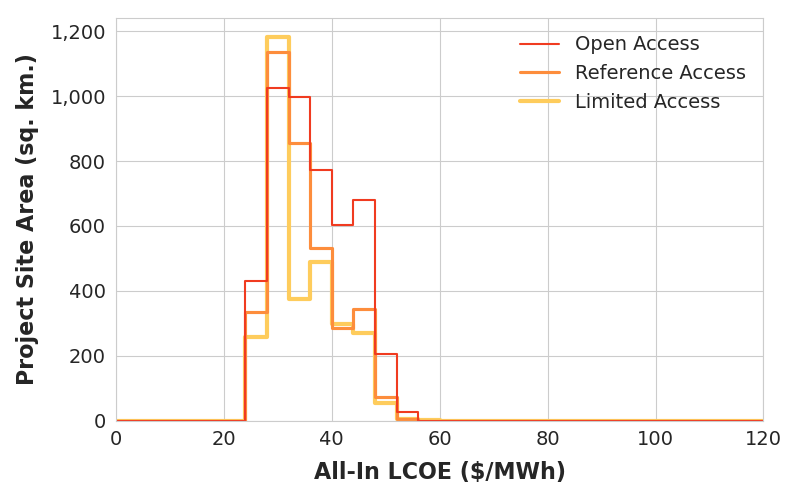 1,200
1,000
800
600
400
200
0
Project Site Area (sq. km.)
Open Access
Reference Access
Limited Access
0 20 40 60 80 100 120
All-In LCOE ($/MWh)